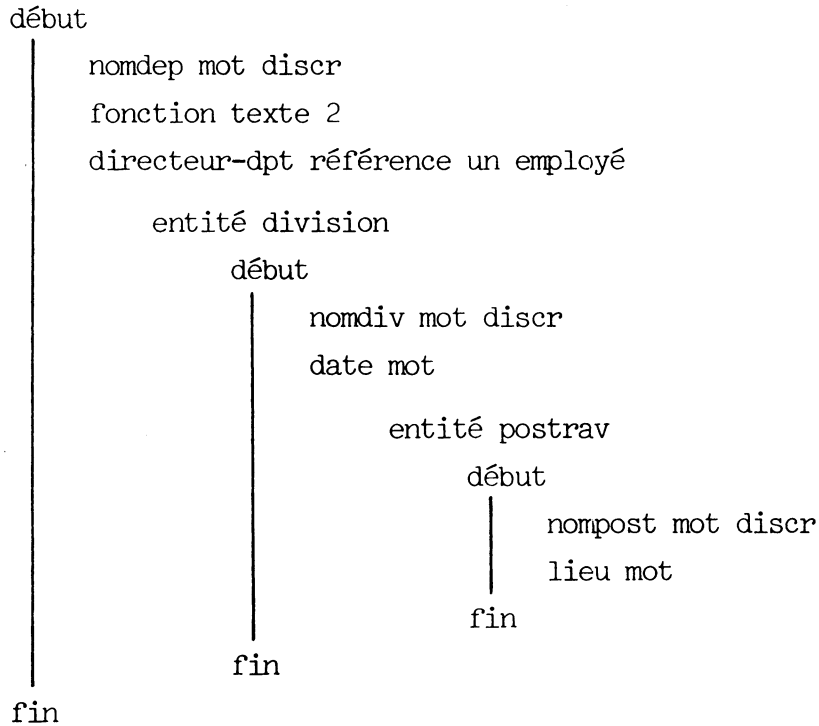 début
nomdep mot discr
fonction texte 2
directeur-dpt référence un employé
entité division
début
nomdiv mot discr
date mot
entité postrav
début
nompost mot discr
lieu mot
fin
fin
fin